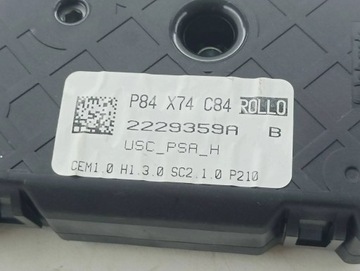 P84 X74 C84 ROLLO
2229359A B
USC_PSA_H
CEM1.0 H1.3.0 SC2.1.0 P210